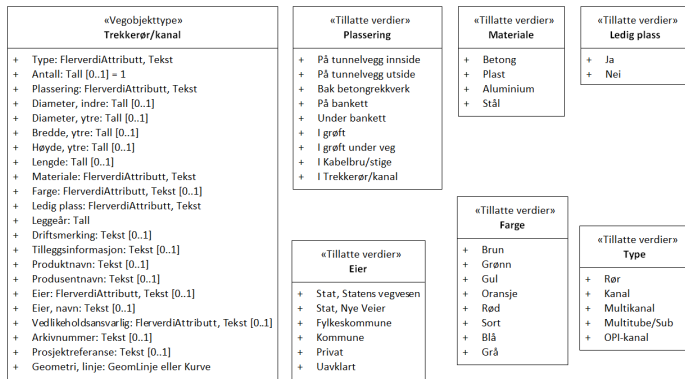 «Vegobjekttype»
Trekkerør/kanal
+ Type: FlerverdiAttributt, Tekst
+ Antall: Tall [0..1] = 1
+ Plassering: FlerverdiAttributt, Tekst
+ Diameter, indre: Tall [0..1]
+ Diameter, ytre: Tall [0..1]
+ Bredde, ytre: Tall [0..1]
+ Høyde, ytre: Tall [0..1]
+ Lengde: Tall [0..1]
+ Materiale: FlerverdiAttributt, Tekst
+ Farge: FlerverdiAttributt, Tekst [0..1]
+ Ledig plass: FlerverdiAttributt, Tekst
+ Leggeår: Tall
+ Driftsmerking: Tekst [0..1]
+ Tilleggsinformasjon: Tekst [0..1]
+ Produktnavn: Tekst [0..1]
+ Produsentnavn: Tekst [0..1]
+ Eier: FlerverdiAttributt, Tekst [0..1]
+ Eier, navn: Tekst [0..1]
+ Vedlikeholdsansvarlig: FlerverdiAttributt, Tekst [0..1]
+ Arkivnummer: Tekst [0..1]
+ Prosjektreferanse: Tekst [0..1]
+ Geometri, linje: GeomLinje eller Kurve
«Tillatte verdier»
Plassering
+ På tunnelvegg innside
+ På tunnelvegg utside
+ Bak betongrekkverk
+ På bankett
+ Under bankett
+ I grøft
+ I grøft under veg
+ I Kabelbru/stige
+ I Trekkerør/kanal
«Tillatte verdier»
Materiale
+ Betong
+ Plast
+ Aluminium
+ Stål
«Tillatte verdier»
Ledig plass
+ Ja
+ Nei
«Tillatte verdier»
Eier
+ Stat, Statens vegvesen
+ Stat, Nye Veier
+ Fylkeskommune
+ Kommune
+ Privat
+ Uavklart
«Tillatte verdier»
Farge
+ Brun
+ Grønn
+ Gul
+ Oransje
+ Rød
+ Sort
+ Blå
+ Grå
«Tillatte verdier»
Type
+ Rør
+ Kanal
+ Multikanal
+ Multitube/Sub
+ OPI-kanal